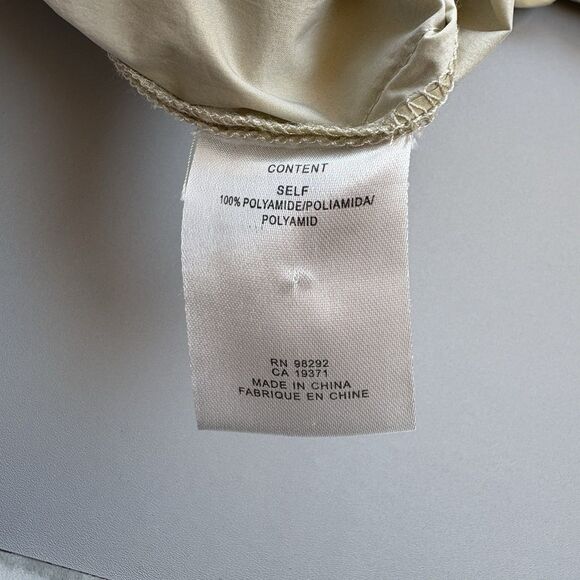 CONTENT
SELF
100% POLYAMIDE/POLIAMIDA/
POLYAMID
RN 98292
CA 19371
MADE IN CHINA
FABRIQUE EN CHINE